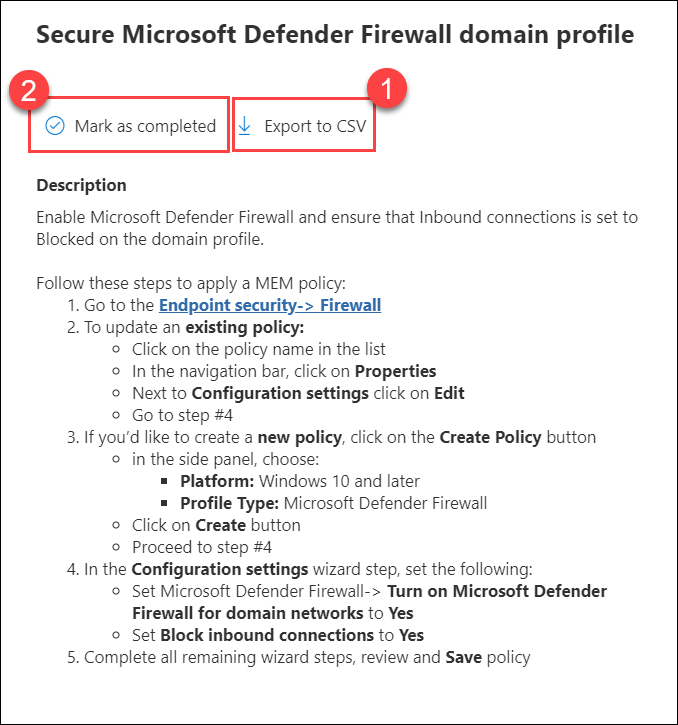 Secure Microsoft Defender Firewall domain profile
2
1
Mark as completed
Export to CSV
Description
Enable Microsoft Defender Firewall and ensure that Inbound connections is set to
Blocked on the domain profile.
Follow these steps to apply a MEM policy:
1. Go to the Endpoint security-> Firewall
2. To update an existing policy:
◦ Click on the policy name in the list
◦ In the navigation bar, click on Properties
◦ Next to Configuration settings click on Edit
◦ Go to step #4
3. If you'd like to create a new policy, click on the Create Policy button
◦ in the side panel, choose:
▪ Platform: Windows 10 and later
▪ Profile Type: Microsoft Defender Firewall
◦ Click on Create button
◦ Proceed to step #4
4. In the Configuration settings wizard step, set the following:
◦ Set Microsoft Defender Firewall-> Turn on Microsoft Defender
Firewall for domain networks to Yes
◦ Set Block inbound connections to Yes
5. Complete all remaining wizard steps, review and Save policy